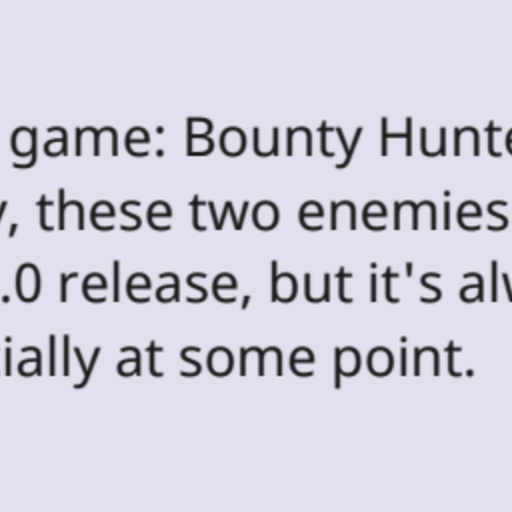 game: Bounty Hunte
, these two enemies
.0 release, but it's al
ially at some point.